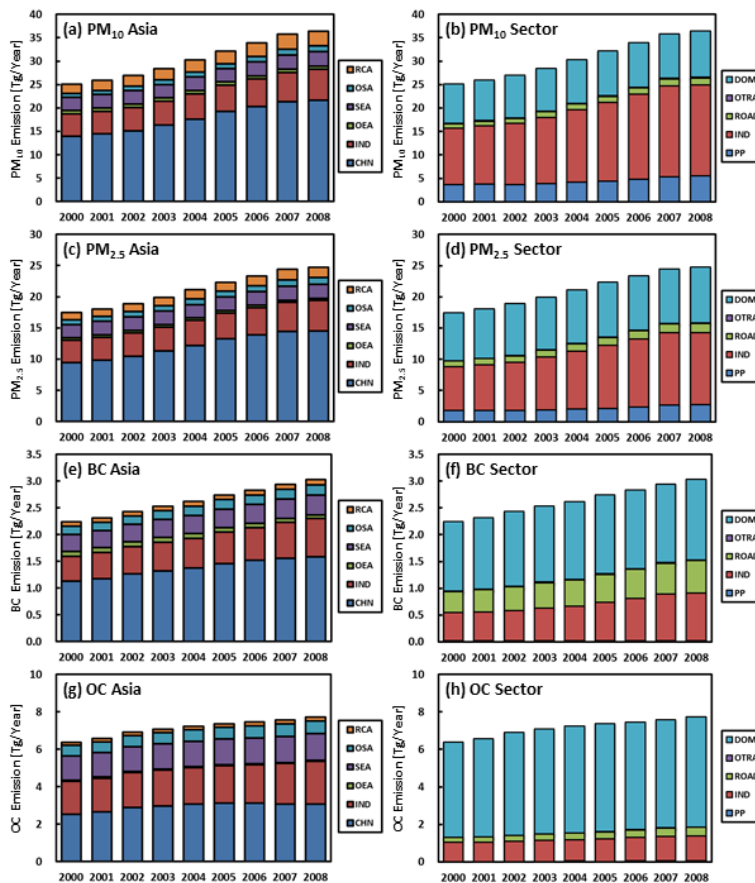 (a) PM10 Asia
PM10 Emission [Tg/Year]
40
35
30
25
20
15
10
5
0
2000 2001 2002 2003 2004 2005 2006 2007 2008
RCA
OSA
SEA
OEA
IND
CHN
(b) PM10 Sector
PM10 Emission [Tg/Year]
40
35
30
25
20
15
10
5
0
2000 2001 2002 2003 2004 2005 2006 2007 2008
DOM
OTRA
ROAD
IND
PP
(c) PM2.5 Asia
PM2.5 Emission [Tg/Year]
30
25
20
15
10
5
0
2000 2001 2002 2003 2004 2005 2006 2007 2008
RCA
OSA
SEA
OEA
IND
CHN
(d) PM2.5 Sector
PM2.5 Emission [Tg/Year]
30
25
20
15
10
5
0
2000 2001 2002 2003 2004 2005 2006 2007 2008
DOM
OTRA
ROAD
IND
PP
(e) BC Asia
BC Emission [Tg/Year]
3.5
3.0
2.5
2.0
1.5
1.0
0.5
0.0
2000 2001 2002 2003 2004 2005 2006 2007 2008
RCA
OSA
SEA
OEA
IND
CHN
(f) BC Sector
BC Emission [Tg/Year]
3.5
3.0
2.5
2.0
1.5
1.0
0.5
0.0
2000 2001 2002 2003 2004 2005 2006 2007 2008
DOM
OTRA
ROAD
IND
PP
(g) OC Asia
OC Emission [Tg/Year]
10
8
6
4
2
0
2000 2001 2002 2003 2004 2005 2006 2007 2008
RCA
OSA
SEA
OEA
IND
CHN
(h) OC Sector
OC Emission [Tg/Year]
10
8
6
4
2
0
2000 2001 2002 2003 2004 2005 2006 2007 2008
DOM
OTRA
ROAD
IND
PP